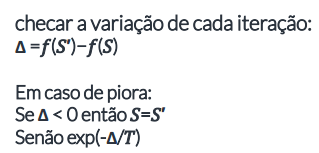 checar a variação de cada iteração:
Δ =f(S')−f(S)
Em caso de piora:
Se Δ < 0 então S=S'
Senão exp(-Δ/T)